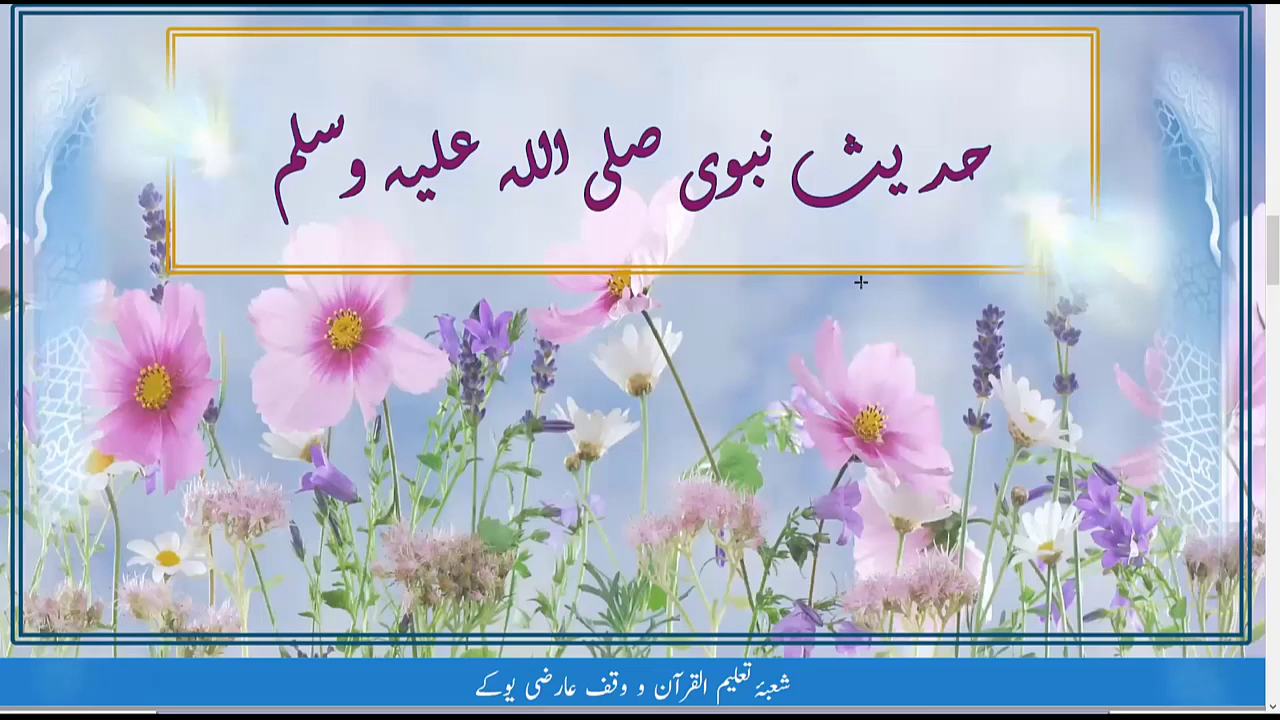 حدیث نبوی صلی اللہ علیہ وسلم
شعبۂ تعلیم القرآن و وقف عارضی یوکے